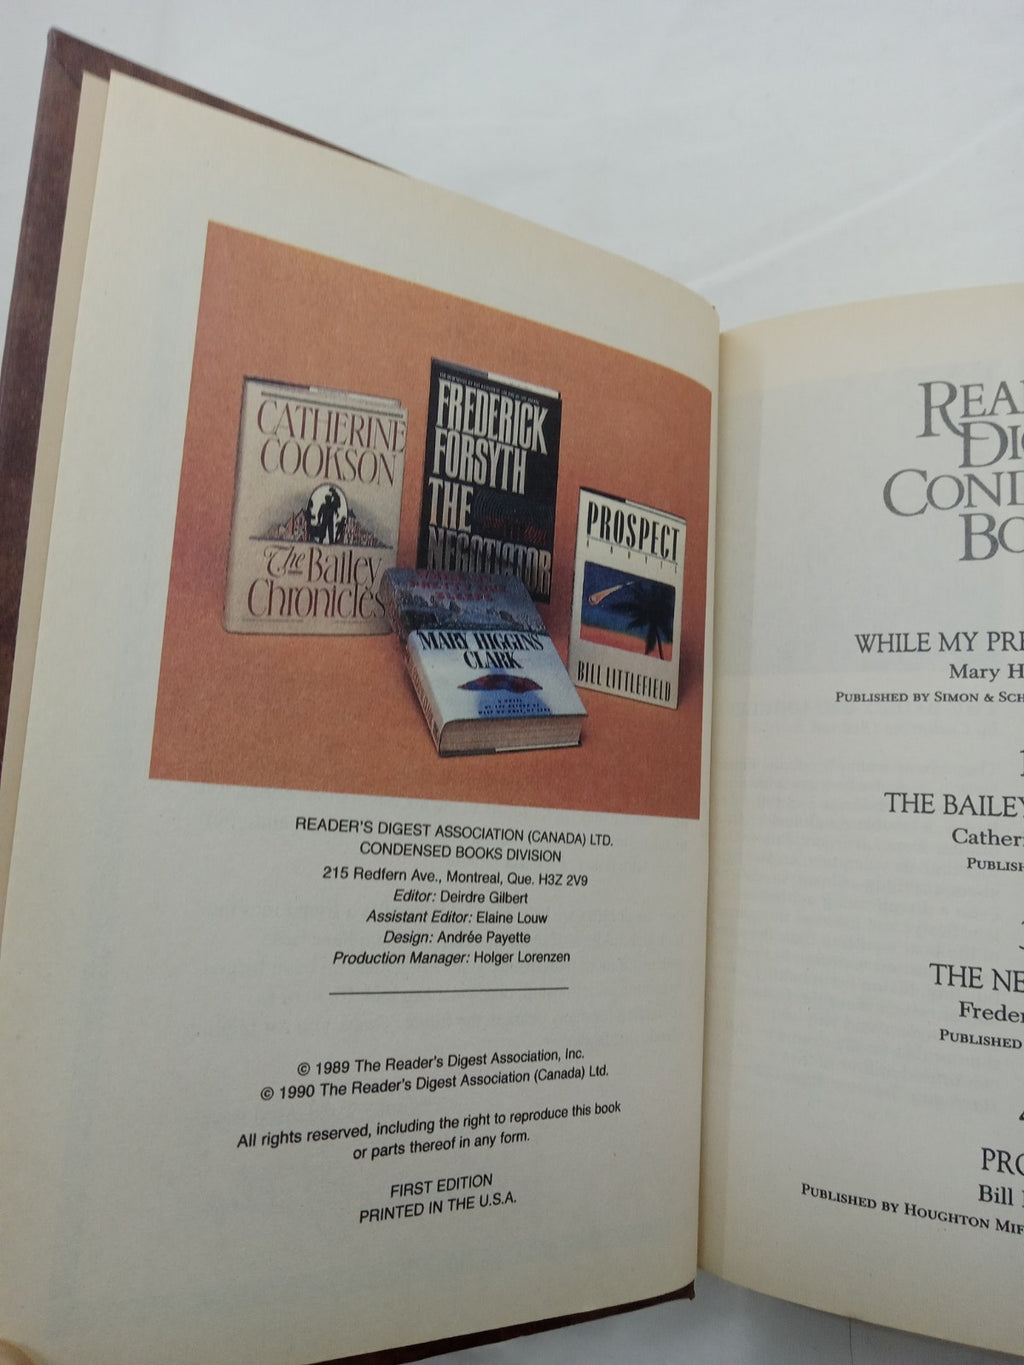 CATHERINE
COOKSON
The Bailey
Chronicles
FREDERICK
FORSYTH
THE
NEGOTIATOR
PROSPECT
BILL LITTLEFIELD
MARY HIGGINS
CLARK
READER'S DIGEST ASSOCIATION (CANADA) LTD.
CONDENSED BOOKS DIVISION
215 Redfern Ave., Montreal, Que. H3Z 2V9
Editor: Deirdre Gilbert
Assistant Editor: Elaine Louw
Design: Andrée Payette
Production Manager: Holger Lorenzen
© 1989 The Reader's Digest Association, Inc.
© 1990 The Reader's Digest Association (Canada) Ltd.
All rights reserved, including the right to reproduce this book
or parts thereof in any form.
FIRST EDITION
PRINTED IN THE U.S.A.
REA
DI
COND
BO
WHILE MY PRE
Mary H
PUBLISHED BY SIMON & SCH
THE BAILEY
Cather
PUBLIS
THE NE
Freder
PUBLISHED
PRO
Bill
PUBLISHED BY HOUGHTON MIF